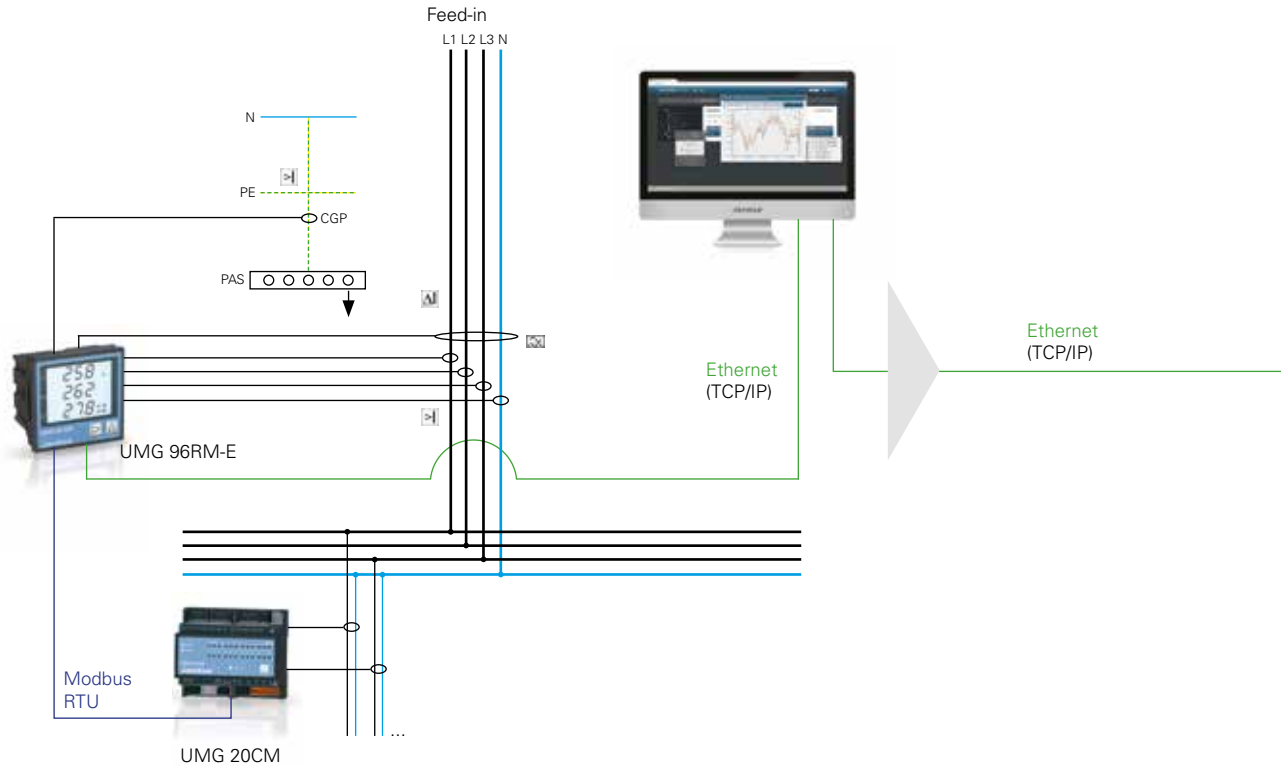 Feed-in
L1 L2 L3 N
N
PE
CGP
PAS
258
262
278
UMG 96RM-E
Ethernet
(TCP/IP)
Ethernet
(TCP/IP)
Modbus
RTU
...
UMG 20CM